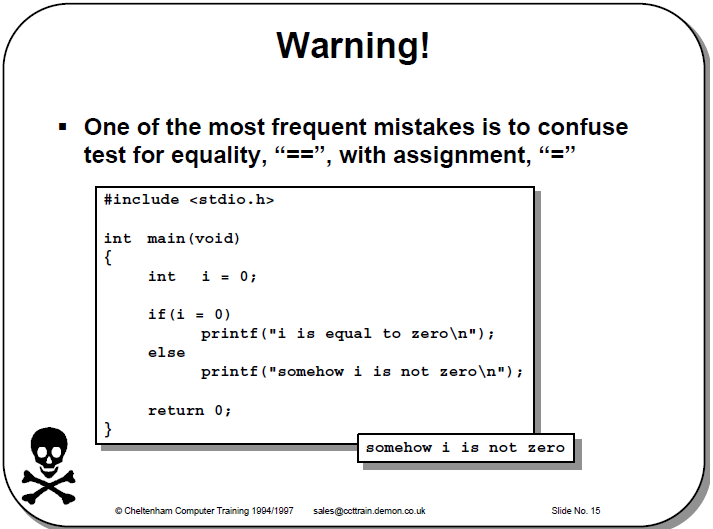 Warning!
▪ One of the most frequent mistakes is to confuse
test for equality, “==”, with assignment, “=”
#include <stdio.h>
int main(void)
{
int i = 0;
if(i = 0)
printf("i is equal to zero\n");
else
printf("somehow i is not zero\n");
return 0;
}
somehow i is not zero
© Cheltenham Computer Training 1994/1997 sales@ccttrain.demon.co.uk Slide No. 15